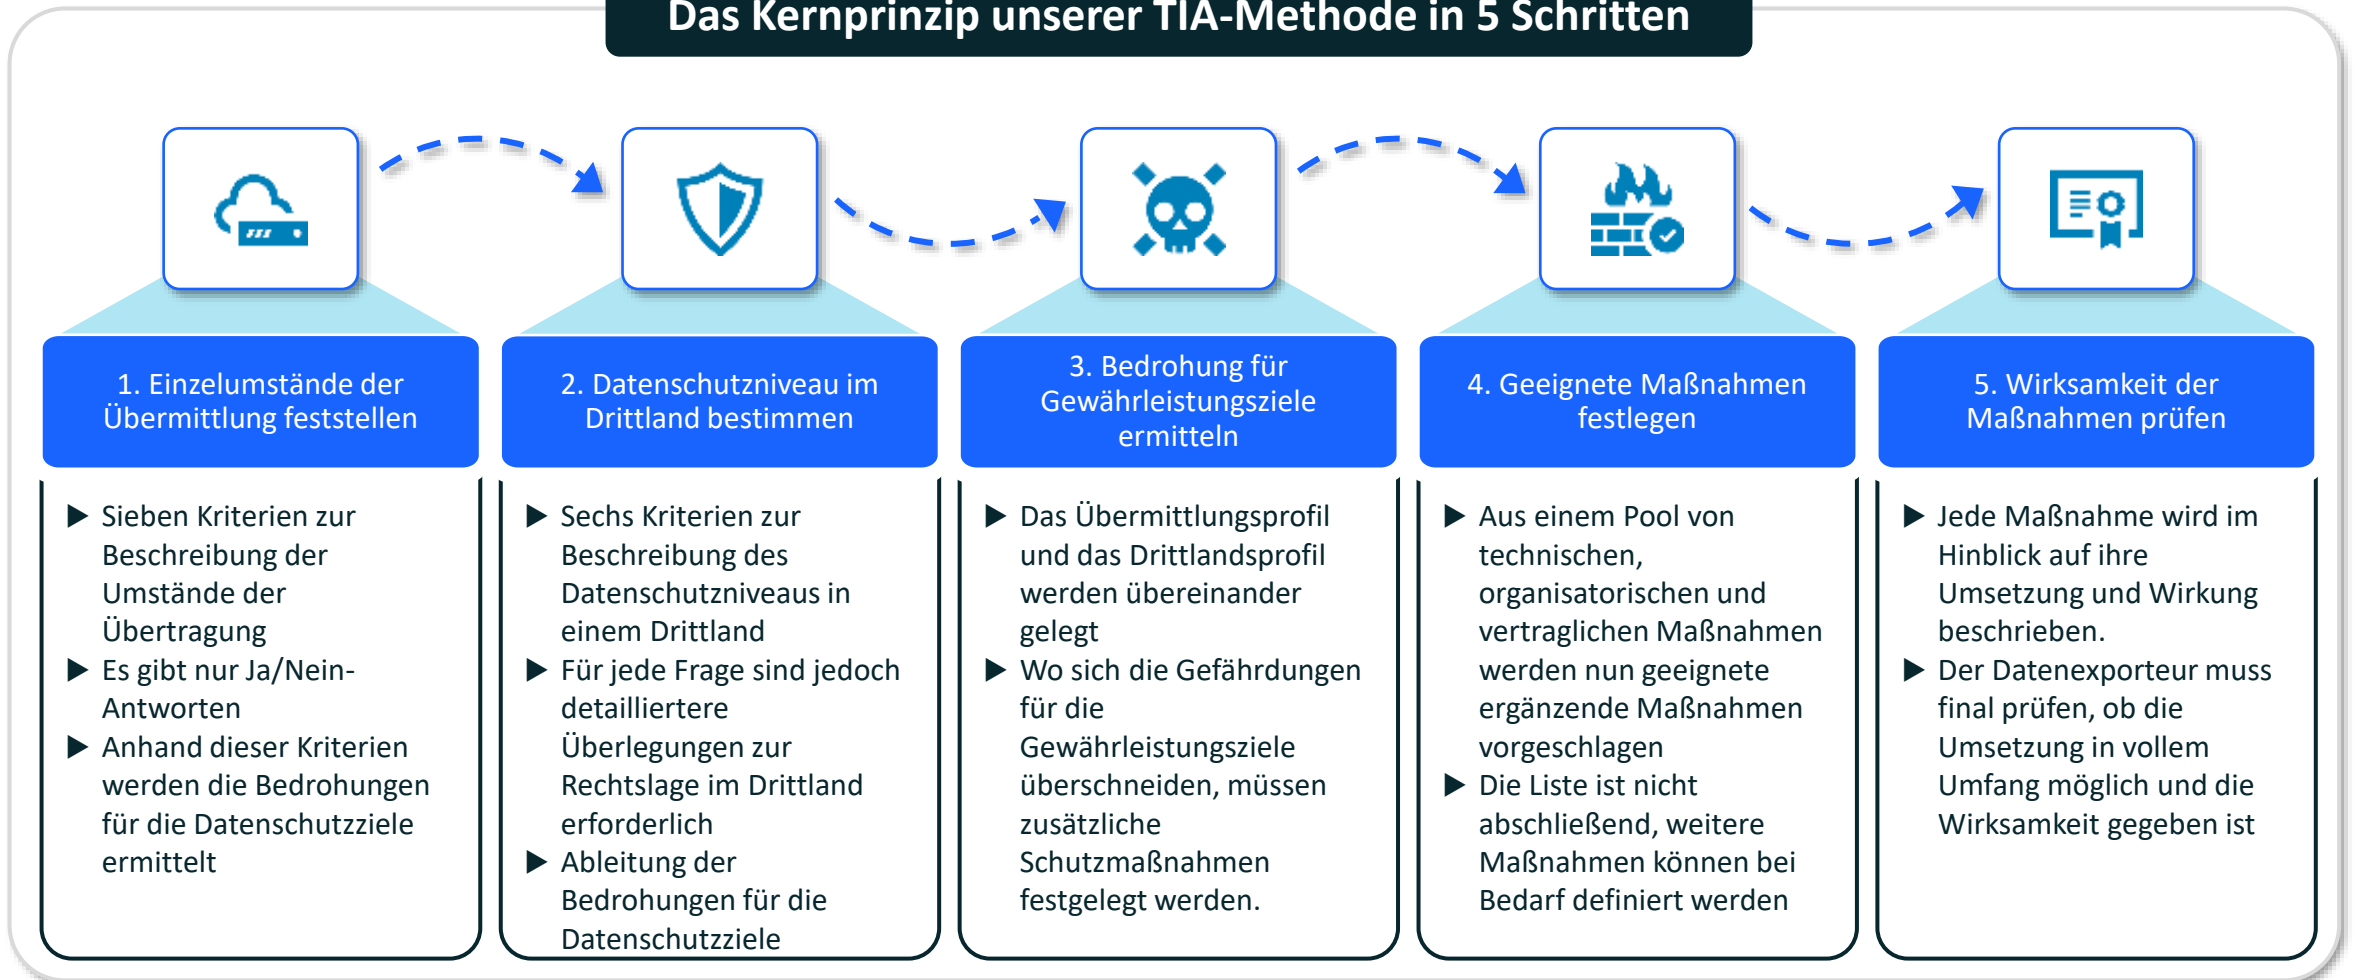 Das Kernprinzip unserer TIA-Methode in 5 Schritten
1. Einzelumstände der
Übermittlung feststellen
▶ Sieben Kriterien zur
Beschreibung der
Umstände der
Übertragung
▶ Es gibt nur Ja/Nein-
Antworten
▶ Anhand dieser Kriterien
werden die Bedrohungen
für die Datenschutzziele
ermittelt
2. Datenschutzniveau im
Drittland bestimmen
▶ Sechs Kriterien zur
Beschreibung des
Datenschutzniveaus in
einem Drittland
▶ Für jede Frage sind jedoch
detailliertere
Überlegungen zur
Rechtslage im Drittland
erforderlich
▶ Ableitung der
Bedrohungen für die
Datenschutzziele
3. Bedrohung für
Gewährleistungsziele
ermitteln
▶ Das Übermittlungsprofil
und das Drittlandsprofil
werden übereinander
gelegt
▶ Wo sich die Gefährdungen
für die
Gewährleistungsziele
überschneiden, müssen
zusätzliche
Schutzmaßnahmen
festgelegt werden.
4. Geeignete Maßnahmen
festlegen
▶ Aus einem Pool von
technischen,
organisatorischen und
vertraglichen Maßnahmen
werden nun geeignete
ergänzende Maßnahmen
vorgeschlagen
▶ Die Liste ist nicht
abschließend, weitere
Maßnahmen können bei
Bedarf definiert werden
5. Wirksamkeit der
Maßnahmen prüfen
▶ Jede Maßnahme wird im
Hinblick auf ihre
Umsetzung und Wirkung
beschrieben.
▶ Der Datenexporteur muss
final prüfen, ob die
Umsetzung in vollem
Umfang möglich und die
Wirksamkeit gegeben ist